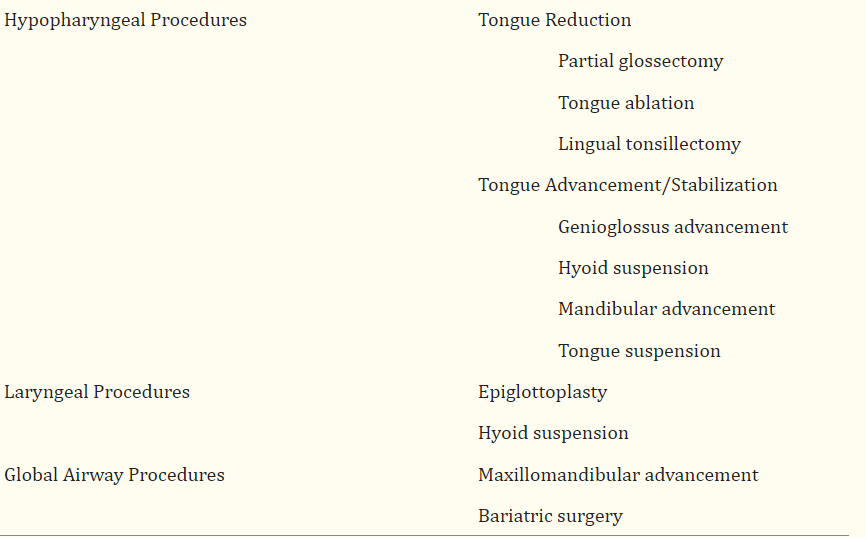 Hypopharyngeal Procedures Tongue Reduction
Partial glossectomy
Tongue ablation
Lingual tonsillectomy
Tongue Advancement/Stabilization
Genioglossus advancement
Hyoid suspension
Mandibular advancement
Tongue suspension
Laryngeal Procedures Epiglottoplasty
Hyoid suspension
Global Airway Procedures Maxillomandibular advancement
Bariatric surgery